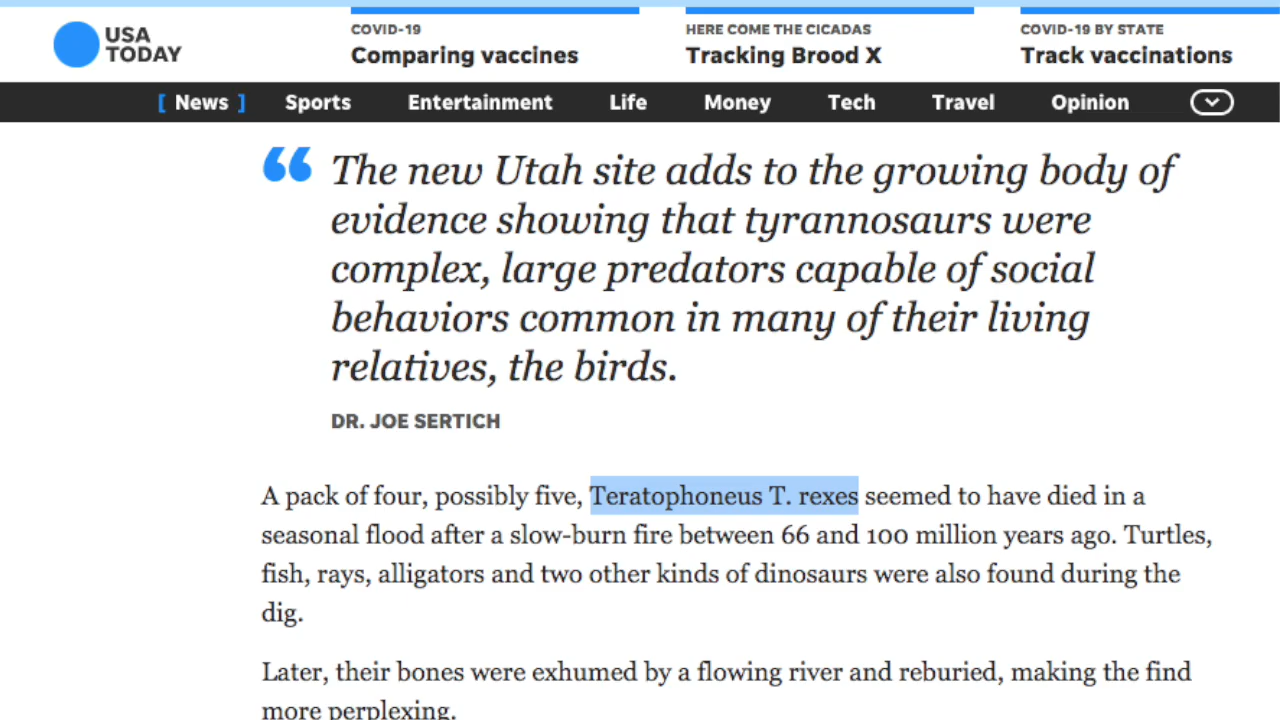 USA
TODAY
COVID-19
Comparing vaccines
HERE COME THE CICADAS
Tracking Brood X
COVID-19 BY STATE
Track vaccinations
[ News ] Sports Entertainment Life Money Tech Travel Opinion
“ The new Utah site adds to the growing body of
evidence showing that tyrannosaurs were
complex, large predators capable of social
behaviors common in many of their living
relatives, the birds.
DR. JOE SERTICH
A pack of four, possibly five, Teratophoneus T. rexes seemed to have died in a
seasonal flood after a slow-burn fire between 66 and 100 million years ago. Turtles,
fish, rays, alligators and two other kinds of dinosaurs were also found during the
dig.
Later, their bones were exhumed by a flowing river and reburied, making the find
more perplexing.